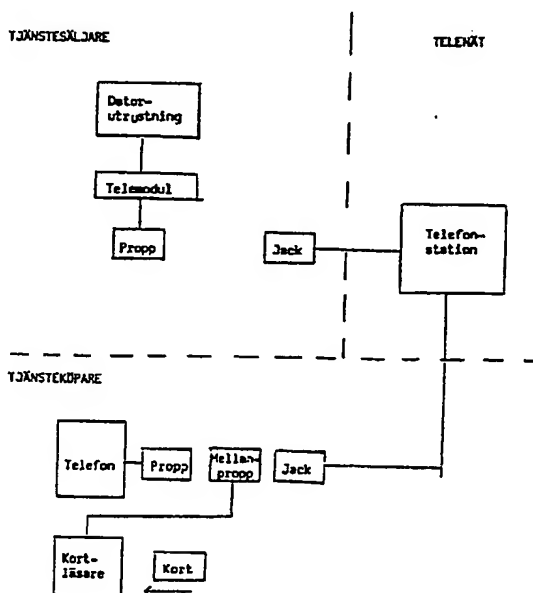 TJÄNSTESÄLJARE
TELENÄT
Dator-
utrustning
Telemodul
Propp
Jack
Telefon-
station
TJÄNSTEKÖPARE
Telefon
Propp
Mellan-
propp
Jack
Kort-
läsare
Kort